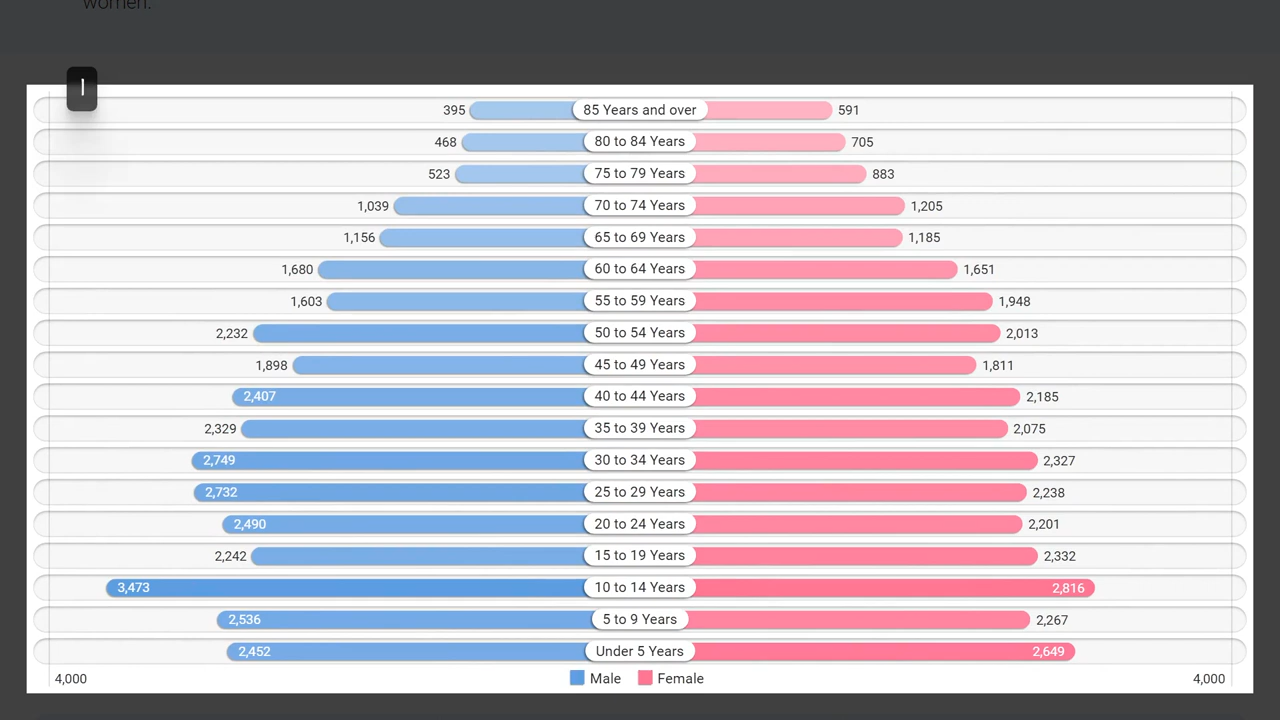 women.
I
395 85 Years and over 591
468 80 to 84 Years 705
523 75 to 79 Years 883
1,039 70 to 74 Years 1,205
1,156 65 to 69 Years 1,185
1,680 60 to 64 Years 1,651
1,603 55 to 59 Years 1,948
2,232 50 to 54 Years 2,013
1,898 45 to 49 Years 1,811
2,407 40 to 44 Years 2,185
2,329 35 to 39 Years 2,075
2,749 30 to 34 Years 2,327
2,732 25 to 29 Years 2,238
2,490 20 to 24 Years 2,201
2,242 15 to 19 Years 2,332
3,473 10 to 14 Years 2,816
2,536 5 to 9 Years 2,267
2,452 Under 5 Years 2,649
4,000 Male Female 4,000